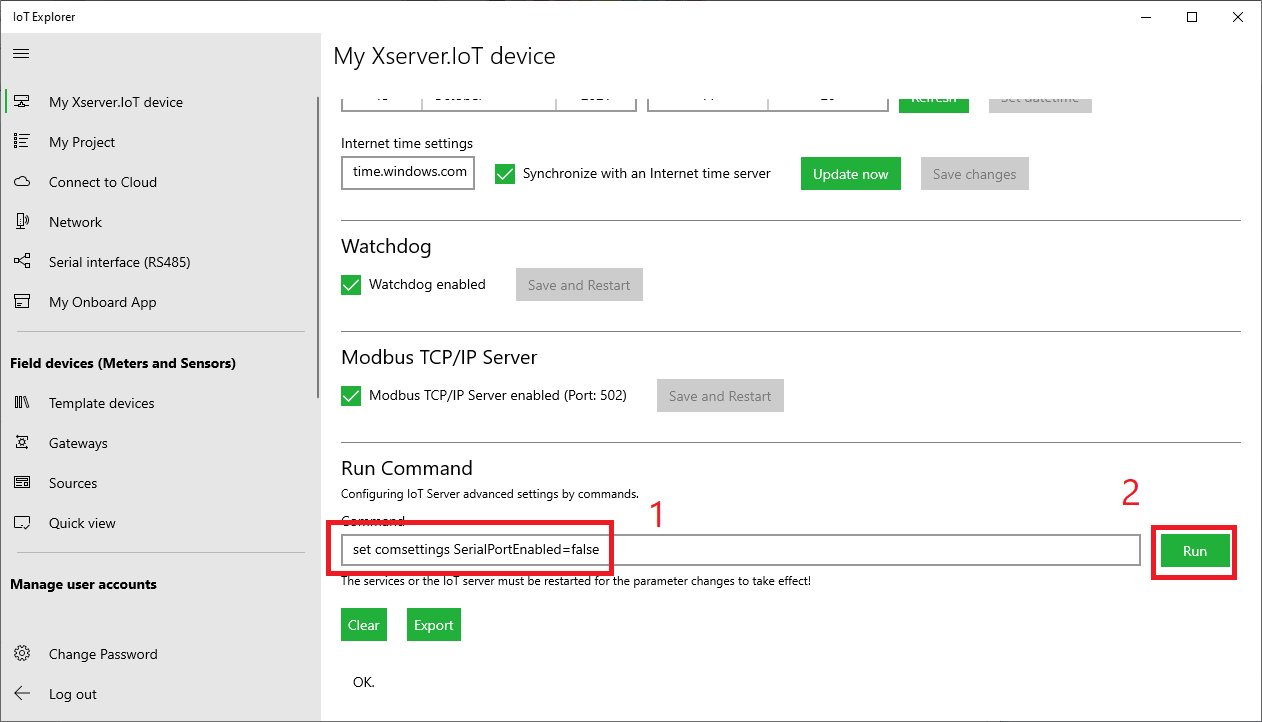 IoT Explorer
My Xserver.IoT device
My Project
Connect to Cloud
Network
Serial interface (RS485)
My Onboard App
Field devices (Meters and Sensors)
Template devices
Gateways
Sources
Quick view
Manage user accounts
Change Password
Log out
My Xserver.IoT device
Refresh Set datetime
Internet time settings
time.windows.com Synchronize with an Internet time server Update now Save changes
Watchdog
Watchdog enabled Save and Restart
Modbus TCP/IP Server
Modbus TCP/IP Server enabled (Port: 502) Save and Restart
Run Command
Configuring IoT Server advanced settings by commands.
1 2
Command
set comsettings SerialPortEnabled=false Run
The services or the IoT server must be restarted for the parameter changes to take effect!
Clear Export
OK.